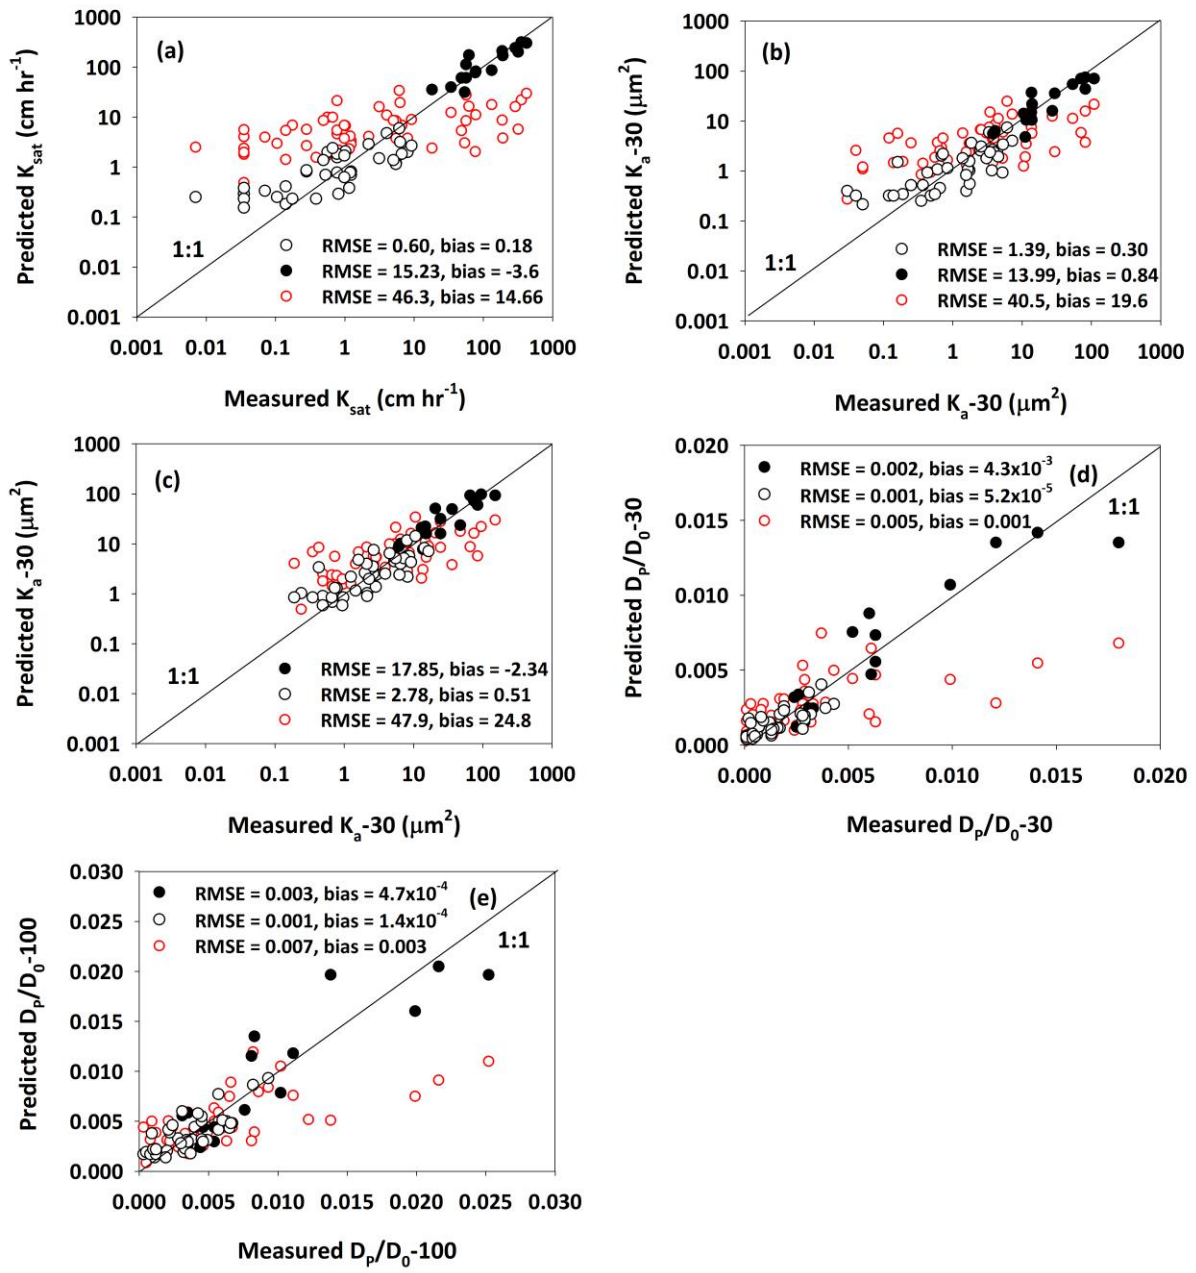 (a)
Predicted K_sat (cm hr^-1)
1000
100
10
1
0.1
0.01
0.001
1:1
RMSE = 0.60, bias = 0.18
RMSE = 15.23, bias = -3.6
RMSE = 46.3, bias = 14.66
0.001 0.01 0.1 1 10 100 1000
Measured K_sat (cm hr^-1)
(b)
Predicted K_a-30 (μm^2)
1000
100
10
1
0.1
0.01
0.001
1:1
RMSE = 1.39, bias = 0.30
RMSE = 13.99, bias = 0.84
RMSE = 40.5, bias = 19.6
0.001 0.01 0.1 1 10 100 1000
Measured K_a-30 (μm^2)
(c)
Predicted K_a-30 (μm^2)
1000
100
10
1
0.1
0.01
0.001
1:1
RMSE = 17.85, bias = -2.34
RMSE = 2.78, bias = 0.51
RMSE = 47.9, bias = 24.8
0.001 0.01 0.1 1 10 100 1000
Measured K_a-30 (μm^2)
(d)
Predicted D_P/D_0-30
0.020
0.015
0.010
0.005
0.000
RMSE = 0.002, bias = 4.3x10^-3
RMSE = 0.001, bias = 5.2x10^-5
RMSE = 0.005, bias = 0.001
1:1
0.000 0.005 0.010 0.015 0.020
Measured D_P/D_0-30
(e)
Predicted D_P/D_0-100
0.030
0.025
0.020
0.015
0.010
0.005
0.000
RMSE = 0.003, bias = 4.7x10^-4
RMSE = 0.001, bias = 1.4x10^-4
RMSE = 0.007, bias = 0.003
1:1
0.000 0.005 0.010 0.015 0.020 0.025 0.030
Measured D_P/D_0-100